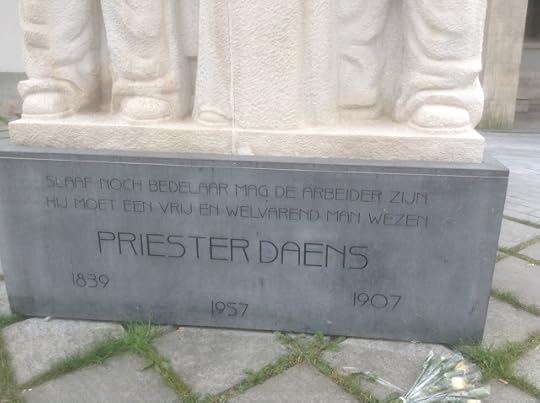 SLAAF NOCH BEDELAAR MAG DE ARBEIDER ZIJN
HIJ MOET EEN VRIJ EN WELVAREND MAN WEZEN
PRIESTER DAENS
1839 1907
1957